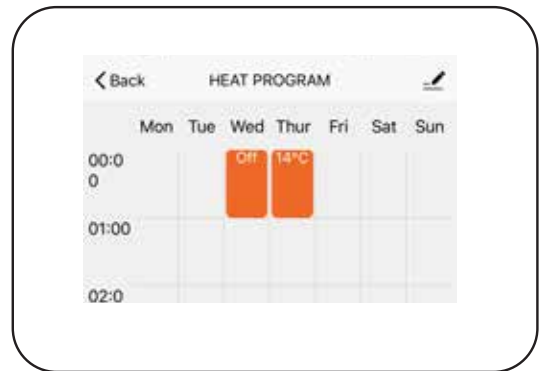 Back HEAT PROGRAM
Mon Tue Wed Thur Fri Sat Sun
00:0
0
Off 14°C
01:00
02:0